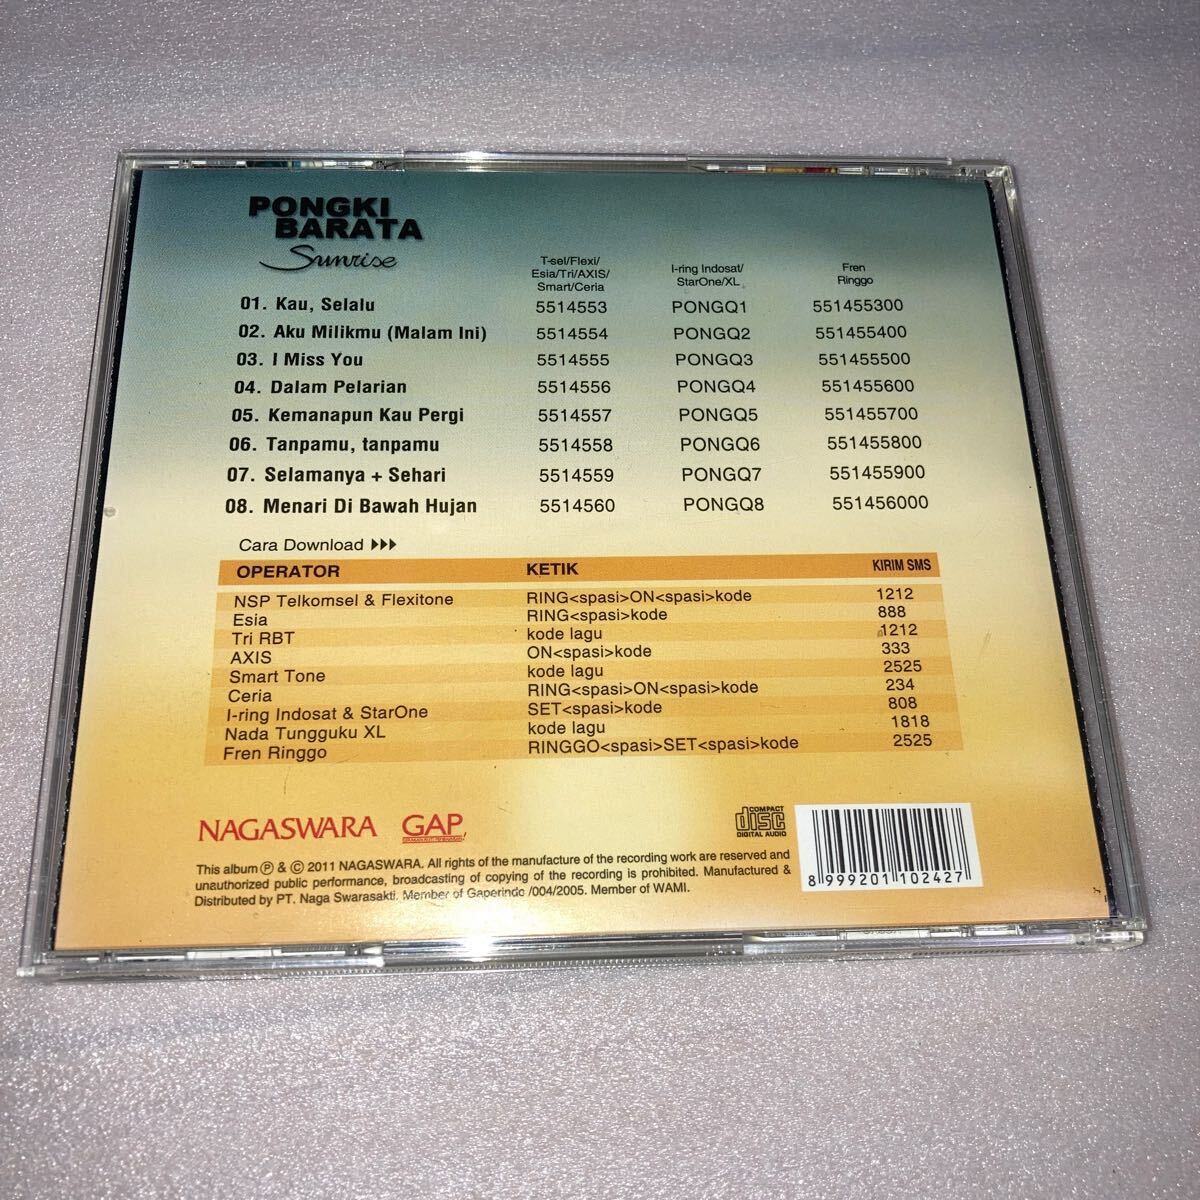 PONGKI
BARATA
Sunrise
T-sel/Flexi/
Esia/Tri/AXIS/
Smart/Ceria
I-ring Indosat/
StarOne/XL
Fren
Ringgo
01. Kau, Selalu 5514553 PONGQ1 551455300
02. Aku Milikmu (Malam Ini) 5514554 PONGQ2 551455400
03. I Miss You 5514555 PONGQ3 551455500
04. Dalam Pelarian 5514556 PONGQ4 551455600
05. Kemanapun Kau Pergi 5514557 PONGQ5 551455700
06. Tanpamu, tanpamu 5514558 PONGQ6 551455800
07. Selamanya + Sehari 5514559 PONGQ7 551455900
08. Menari Di Bawah Hujan 5514560 PONGQ8 551456000
Cara Download
OPERATOR KETIK KIRIM SMS
NSP Telkomsel & Flexitone RING<spasi>ON<spasi>kode 1212
Esia RING<spasi>kode 888
Tri RBT kode lagu 1212
AXIS ON<spasi>kode 333
Smart Tone kode lagu 2525
Ceria RING<spasi>ON<spasi>kode 234
I-ring Indosat & StarOne SET<spasi>kode 808
Nada Tungguku XL kode lagu 1818
Fren Ringgo RINGGO<spasi>SET<spasi>kode 2525
NAGASWARA GAP
COMPACT
disc
DIGITAL AUDIO
This album Ⓟ & © 2011 NAGASWARA. All rights of the manufacture of the recording work are reserved and
unauthorized public performance, broadcasting of copying of the recording is prohibited. Manufactured &
Distributed by PT. Naga Swarasakti. Member of Gaperindo /004/2005. Member of WAMI.
8 999201 102427